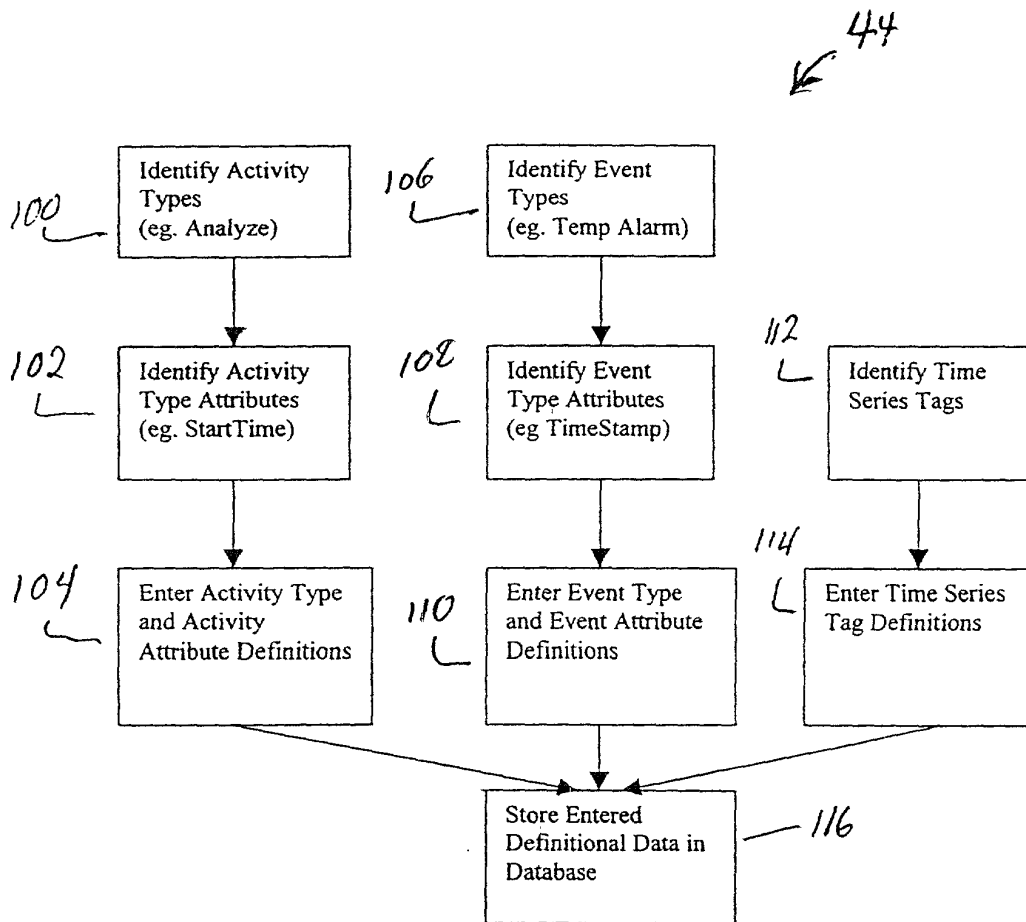 44
100
Identify Activity
Types
(eg. Analyze)
106
Identify Event
Types
(eg. Temp Alarm)
102
Identify Activity
Type Attributes
(eg. StartTime)
108
Identify Event
Type Attributes
(eg TimeStamp)
112
Identify Time
Series Tags
104
Enter Activity Type
and Activity
Attribute Definitions
110
Enter Event Type
and Event Attribute
Definitions
114
Enter Time Series
Tag Definitions
Store Entered
Definitional Data in
Database
116